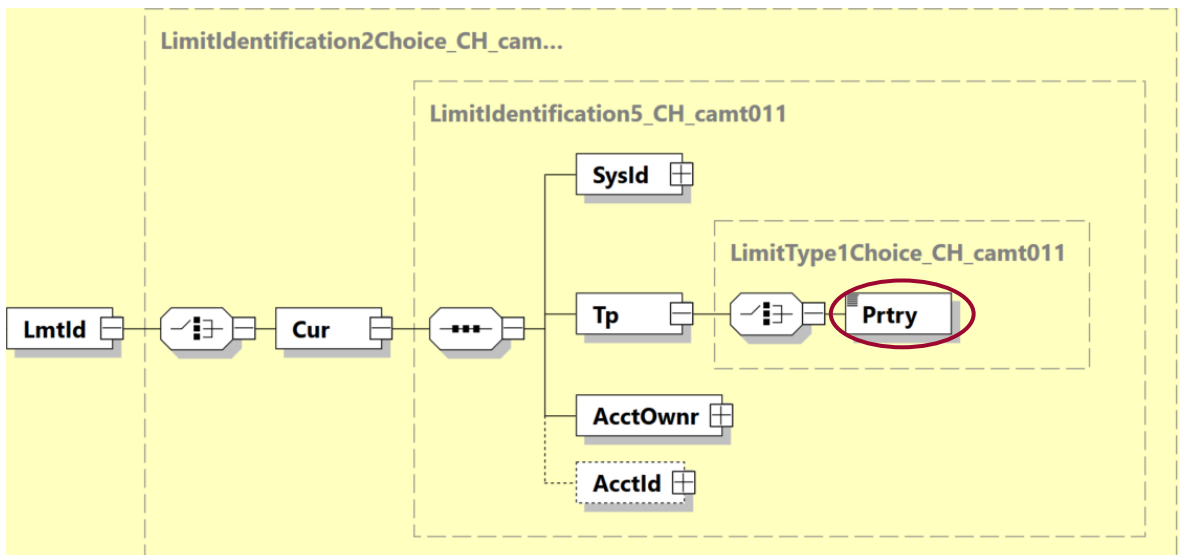 LimitIdentification2Choice_CH_cam...
LimitIdentification5_CH_camt011
SysId
LimitType1Choice_CH_camt011
LmtId
Cur
Tp
Prtry
AcctOwnr
AcctId